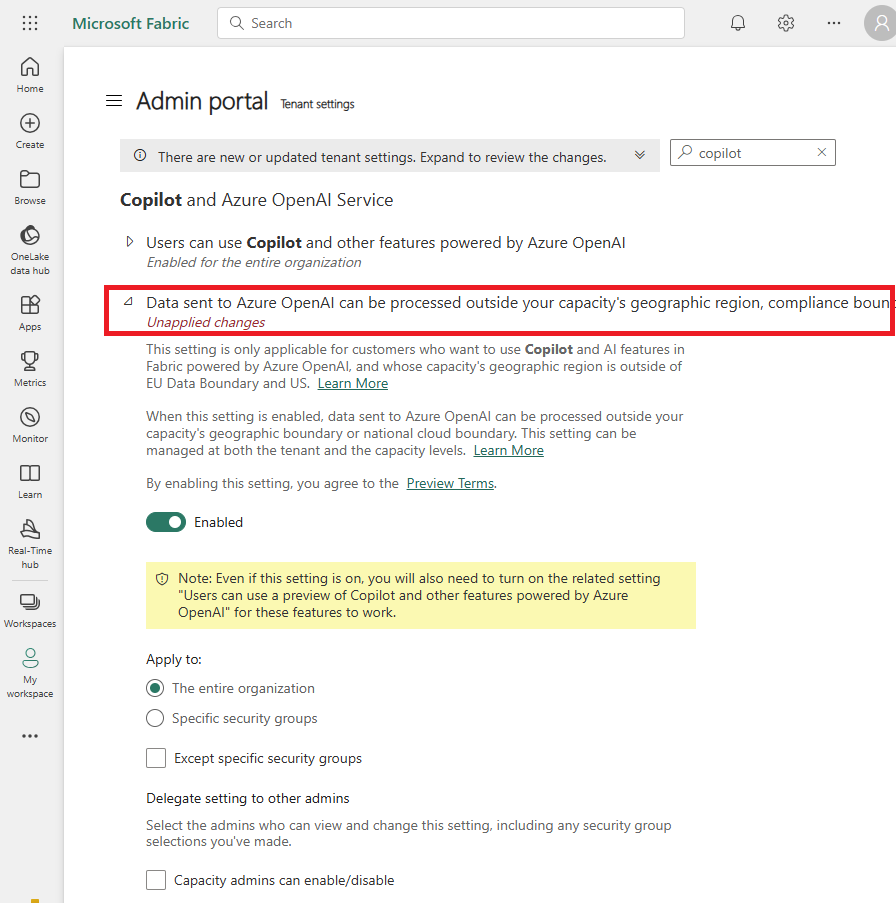 Microsoft Fabric
Search
Home
Create
Browse
OneLake
data hub
Apps
Metrics
Monitor
Learn
Real-Time
hub
Workspaces
My
workspace
Admin portal Tenant settings
There are new or updated tenant settings. Expand to review the changes.
copilot
Copilot and Azure OpenAI Service
Users can use Copilot and other features powered by Azure OpenAI
Enabled for the entire organization
Data sent to Azure OpenAI can be processed outside your capacity's geographic region, compliance boun
Unapplied changes
This setting is only applicable for customers who want to use Copilot and AI features in
Fabric powered by Azure OpenAI, and whose capacity's geographic region is outside of
EU Data Boundary and US. Learn More
When this setting is enabled, data sent to Azure OpenAI can be processed outside your
capacity's geographic boundary or national cloud boundary. This setting can be
managed at both the tenant and the capacity levels. Learn More
By enabling this setting, you agree to the Preview Terms.
Enabled
Note: Even if this setting is on, you will also need to turn on the related setting
"Users can use a preview of Copilot and other features powered by Azure
OpenAI" for these features to work.
Apply to:
The entire organization
Specific security groups
Except specific security groups
Delegate setting to other admins
Select the admins who can view and change this setting, including any security group
selections you've made.
Capacity admins can enable/disable